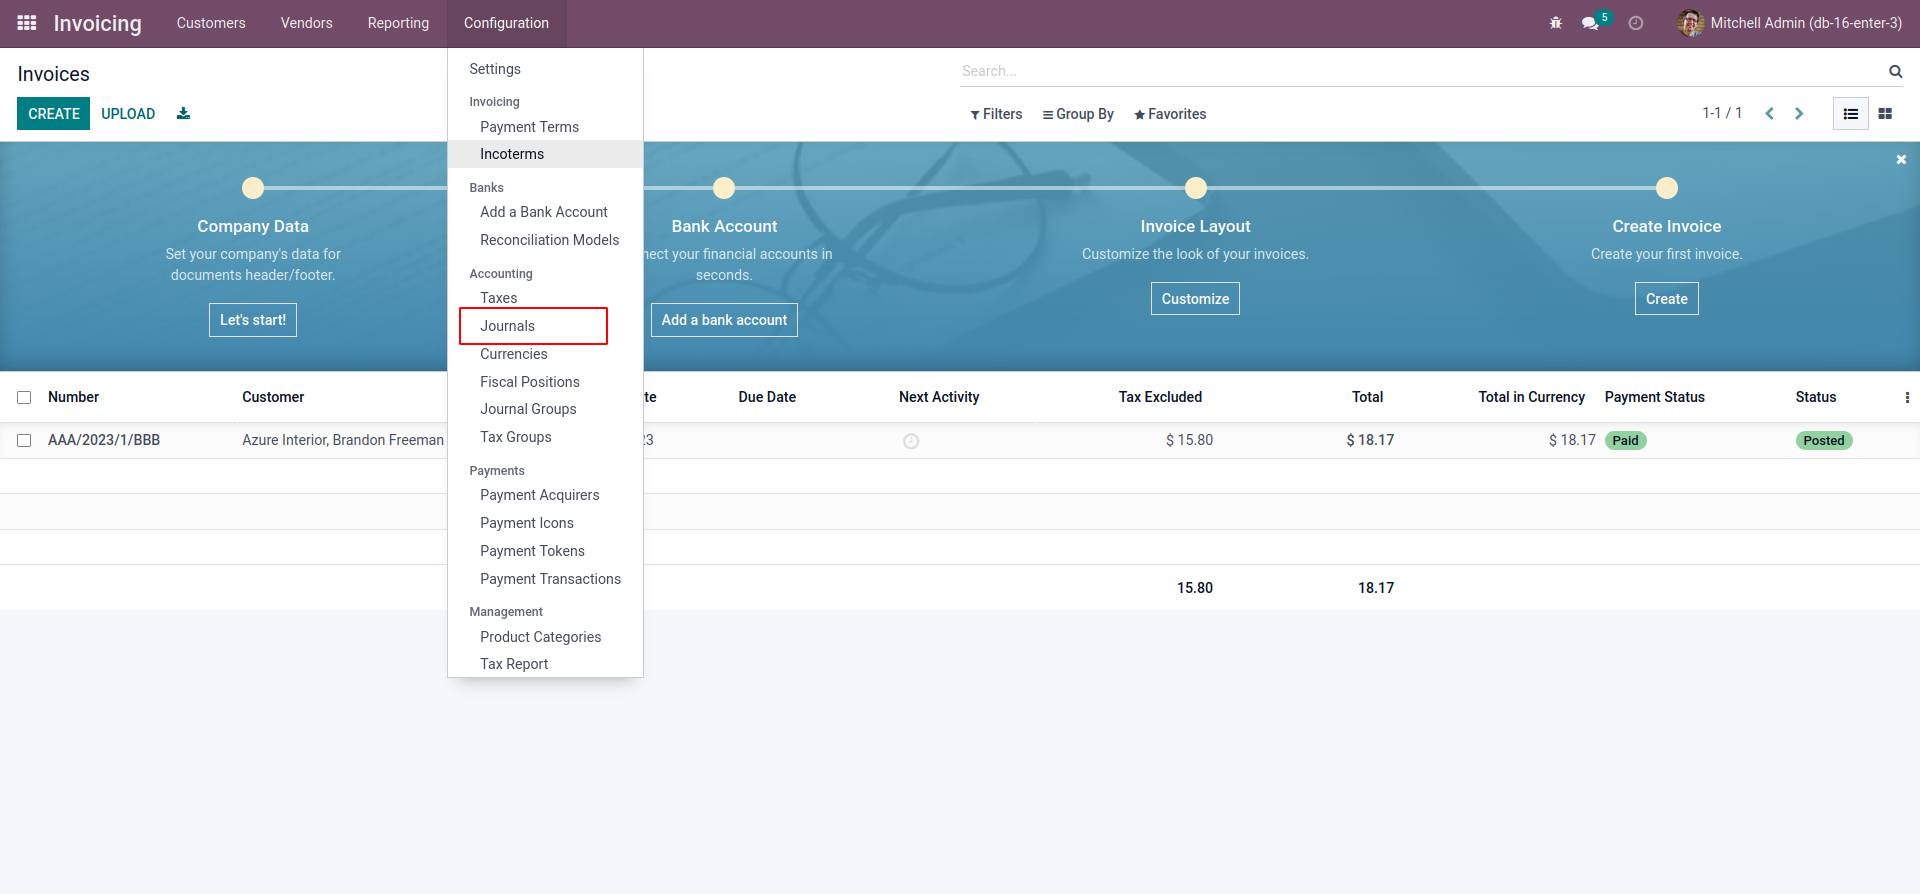 Invoicing Customers Vendors Reporting Configuration 5 Mitchell Admin (db-16-enter-3)
Invoices
Search...
CREATE UPLOAD
Filters Group By Favorites
1-1 / 1
Settings
Invoicing
Payment Terms
Incoterms
Banks
Add a Bank Account
Reconciliation Models
Accounting
Taxes
Journals
Currencies
Fiscal Positions
Journal Groups
Tax Groups
Payments
Payment Acquirers
Payment Icons
Payment Tokens
Payment Transactions
Management
Product Categories
Tax Report
Company Data
Set your company's data for
documents header/footer.
Let's start!
Bank Account
nect your financial accounts in
seconds.
Add a bank account
Invoice Layout
Customize the look of your invoices.
Customize
Create Invoice
Create your first invoice.
Create
Number Customer te Due Date Next Activity Tax Excluded Total Total in Currency Payment Status Status
AAA/2023/1/BBB Azure Interior, Brandon Freeman 23 $ 15.80 $ 18.17 $ 18.17 Paid Posted
15.80 18.17